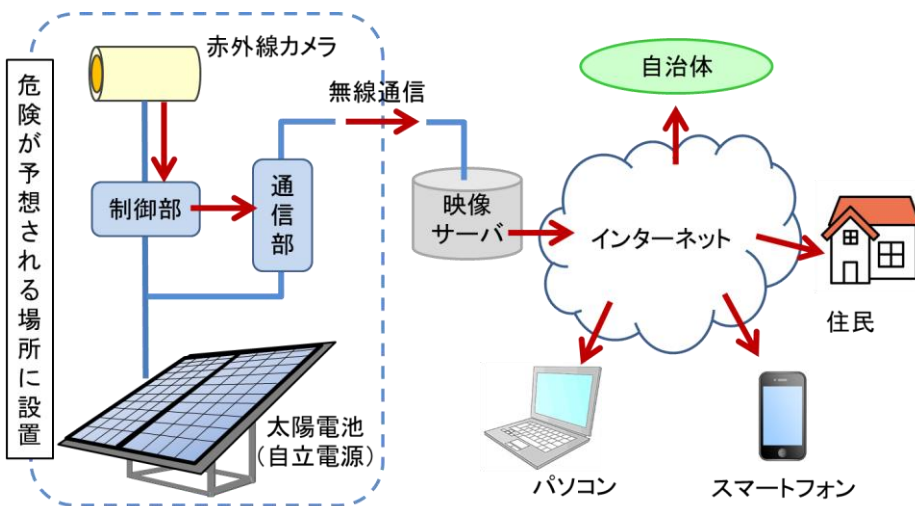 危険が予想される場所に設置
赤外線カメラ
制御部
通信部
太陽電池
（自立電源）
無線通信
映像
サーバ
インターネット
自治体
住民
パソコン
スマートフォン